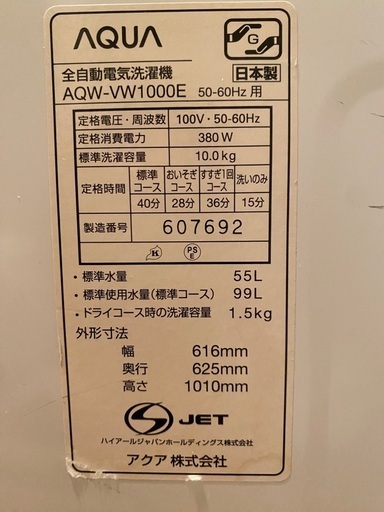 AQUA
G
全自動電気洗濯機
日本製
AQW-VW1000E 50-60Hz用
定格電圧・周波数 100V・50-60Hz
定格消費電力 380W
標準洗濯容量 10.0kg
定格時間 標準コース おいそぎコース すすぎ1回コース 洗いのみ
40分 28分 36分 15分
製造番号 607692
K PSE
・標準水量 55L
・標準使用水量(標準コース) 99L
・ドライコース時の洗濯容量 1.5kg
外形寸法
幅 616mm
奥行 625mm
高さ 1010mm
S JET
ハイアールジャパンホールディングス株式会社
アクア 株式会社